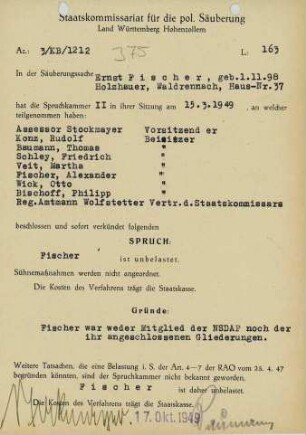 Staatskommissariat für die pol. Säuberung
Land Württemberg Hohenzollern
Az.: 3/KB/1212 375 L. 163
In der Säuberungssache Ernst Fischer, geb.1.11.98
Holzhauer, Waldrennach, Haus-Nr.37
hat die Spruchkammer II in ihrer Sitzung am 15.3.1949 , an welcher
teilgenommen haben:
Assessor Stockmayer Vorsitzend er
Konz, Rudolf Beisitzer
Baumann, Thomas "
Schley, Friedrich "
Veit, Martha "
Fischer, Alexander "
Wick, Otto "
Bischoff, Philipp "
Reg.Amtmann Wolfstetter Vertr.d.Staatskommissars
beschlossen und sofort verkündet folgenden
SPRUCH:
Fischer
ist unbelastet.
Sühnemaßnahmen werden nicht angeordnet.
Die Kosten des Verfahrens trägt die Staatskasse.
Gründe:
Fischer war weder Mitglied der NSDAP noch der
ihr angeschlossenen Gliederungen.
Weitere Tatsachen, die eine Belastung i. S. der Art. 4—7 der RAO vom 25. 4. 47
begründen könnten, sind der Spruchkammer nicht bekannt geworden.
Fischer
ist daher unbelastet.
Die Kosten des Verfahrens trägt die Staatskasse.
17. Okt. 1949